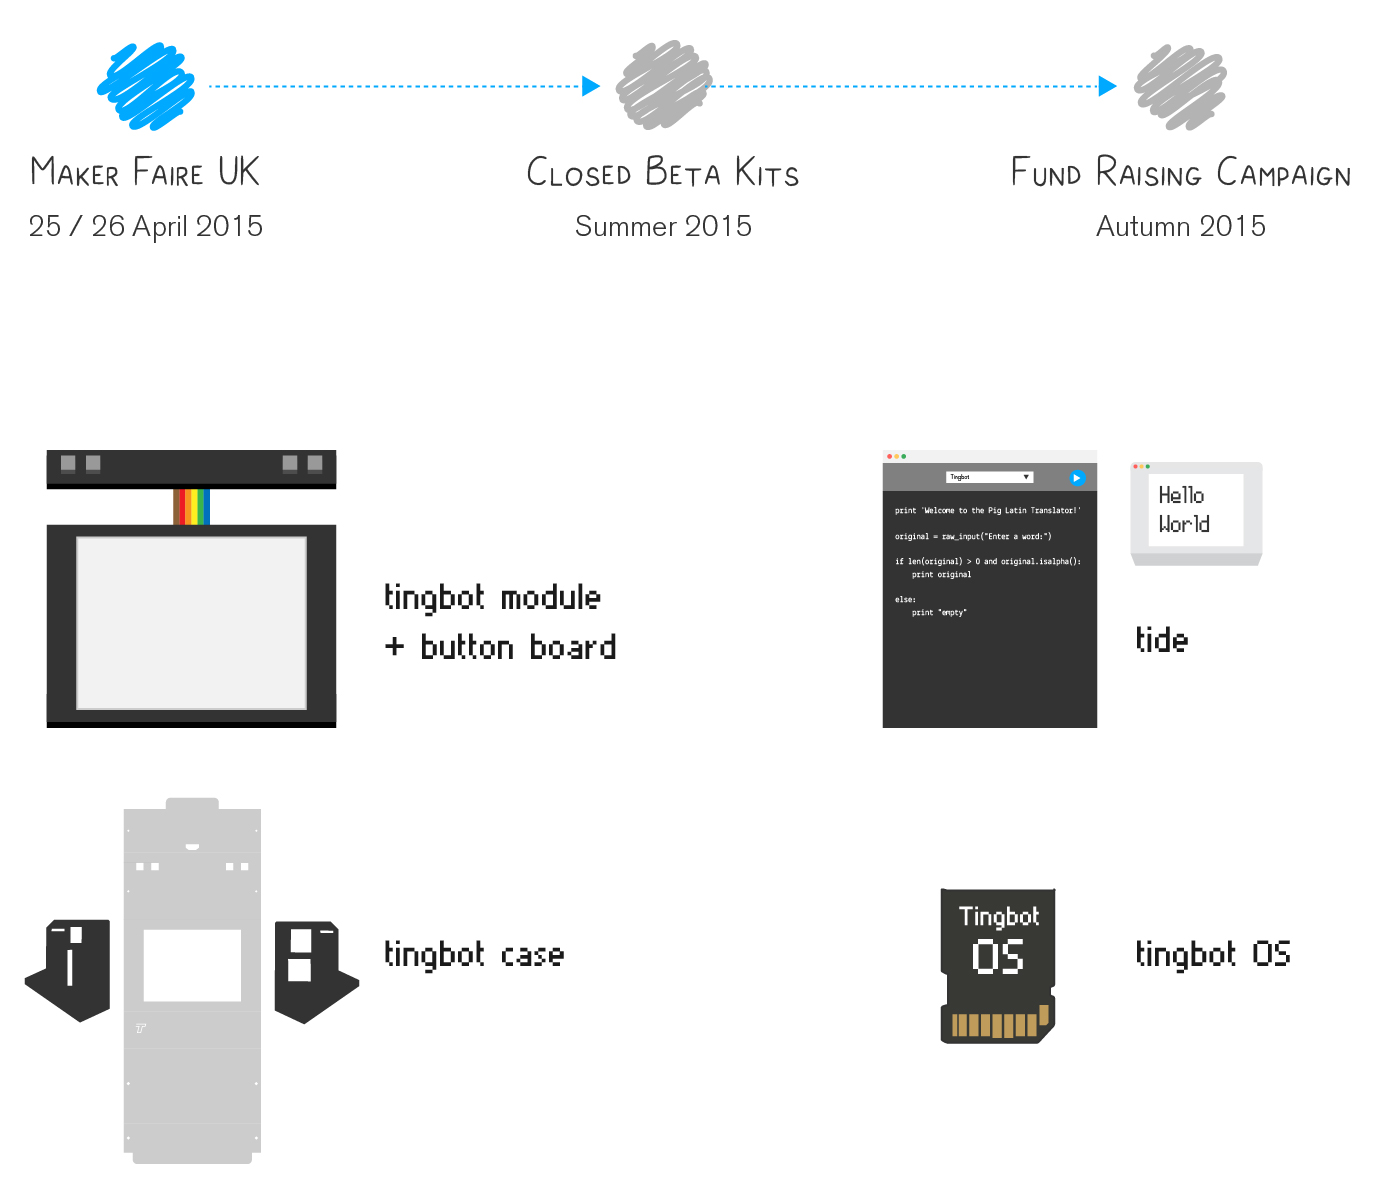 Maker Faire UK
25 / 26 April 2015
Closed Beta Kits
Summer 2015
Fund Raising Campaign
Autumn 2015
tingbot module
+ button board
Tingbot
print 'Welcome to the Pig Latin Translator!'
original = raw_input("Enter a word:")
if len(original) > 0 and original.isalpha():
print original
else:
print "empty"
Hello
World
tide
T
tingbot case
Tingbot
OS
tingbot OS